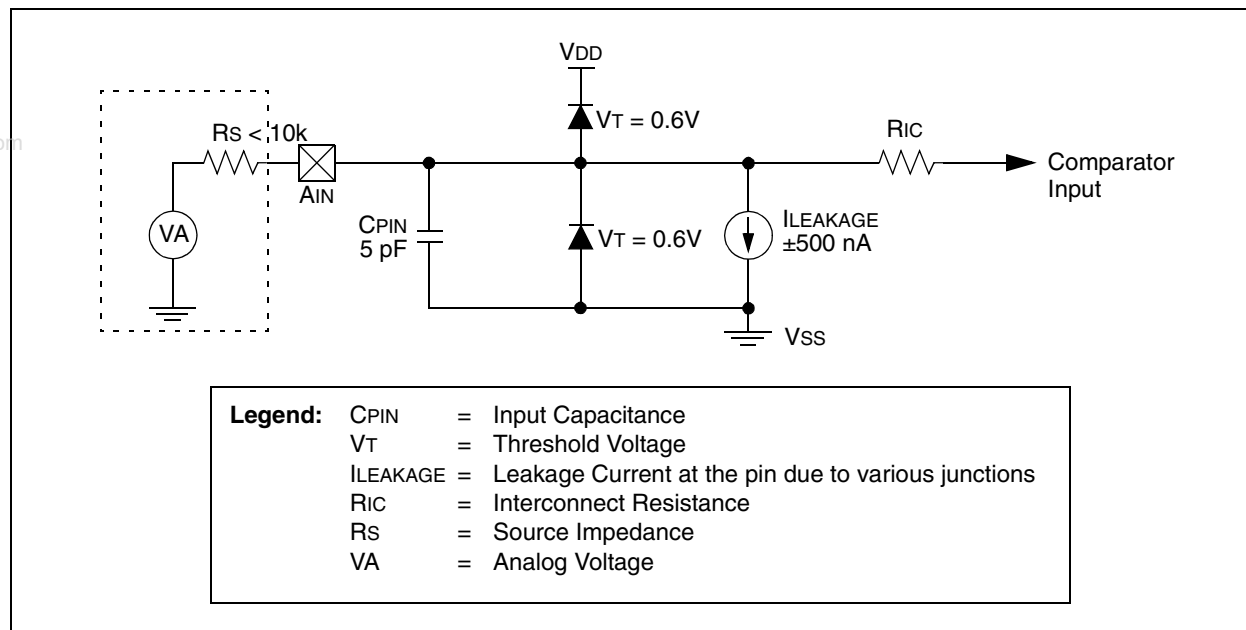 VDD
VT = 0.6V
RS < 10k
RIC
om
AIN
Comparator
Input
CPIN
5 pF
VA
VT = 0.6V
ILEAKAGE
±500 nA
VSS
Legend: CPIN = Input Capacitance
VT = Threshold Voltage
ILEAKAGE = Leakage Current at the pin due to various junctions
RIC = Interconnect Resistance
RS = Source Impedance
VA = Analog Voltage